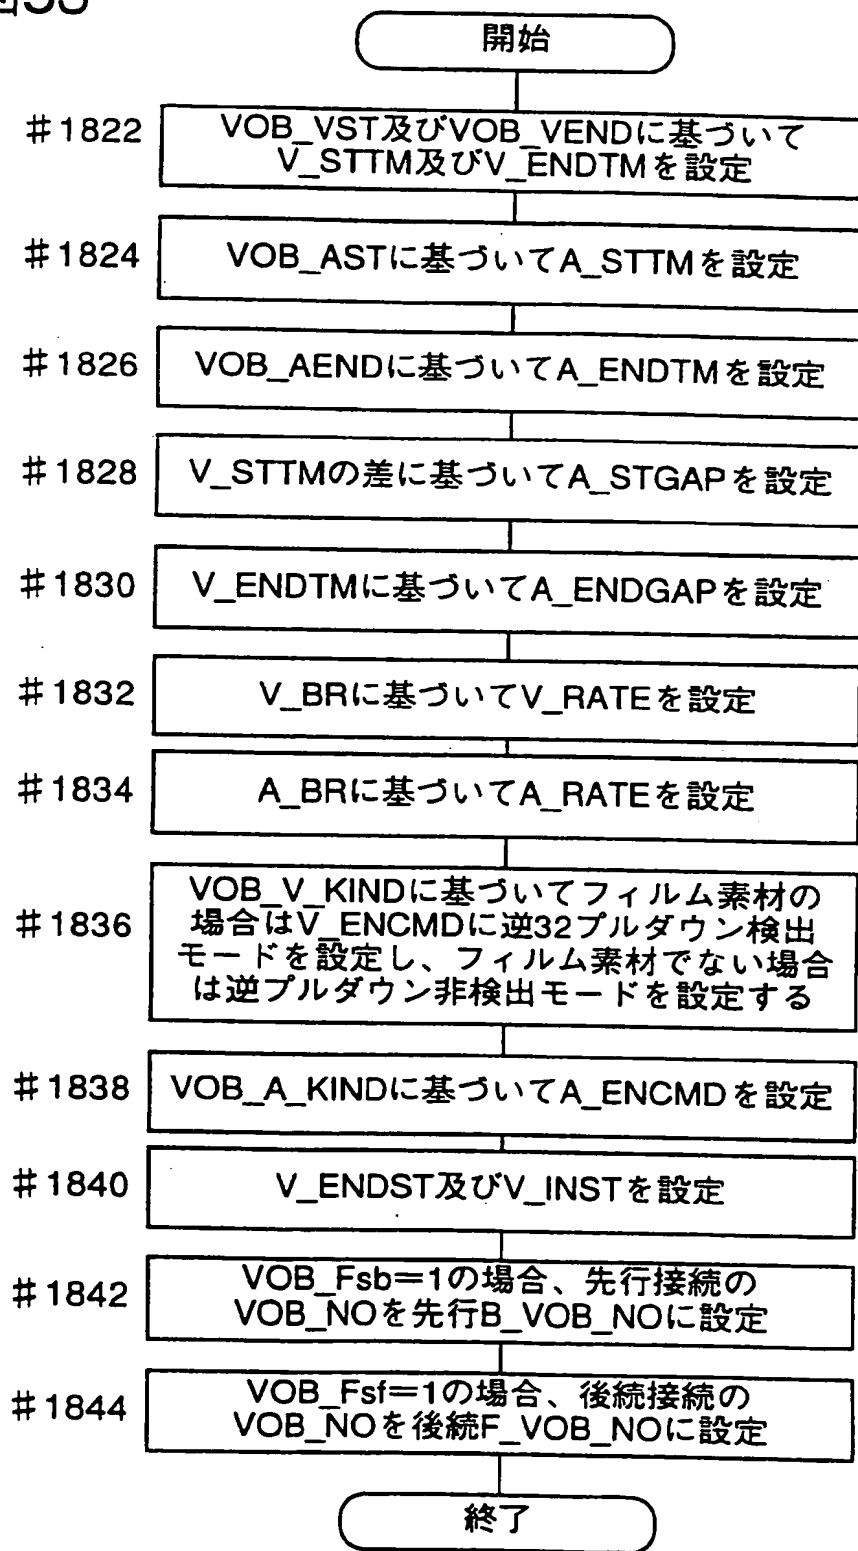 開始
#1822
VOB_VST及びVOB_VENDに基づいて
V_STTM及びV_ENDTMを設定
#1824
VOB_ASTに基づいてA_STTMを設定
#1826
VOB_AENDに基づいてA_ENDTMを設定
#1828
V_STTMの差に基づいてA_STGAPを設定
#1830
V_ENDTMに基づいてA_ENDGAPを設定
#1832
V_BRに基づいてV_RATEを設定
#1834
A_BRに基づいてA_RATEを設定
#1836
VOB_V_KINDに基づいてフィルム素材の
場合はV_ENCMDに逆32プルダウン検出
モードを設定し、フィルム素材でない場合
は逆プルダウン非検出モードを設定する
#1838
VOB_A_KINDに基づいてA_ENCMDを設定
#1840
V_ENDST及びV_INSTを設定
#1842
VOB_Fsb=1の場合、先行接続の
VOB_NOを先行B_VOB_NOに設定
#1844
VOB_Fsf=1の場合、後続接続の
VOB_NOを後続F_VOB_NOに設定
終了